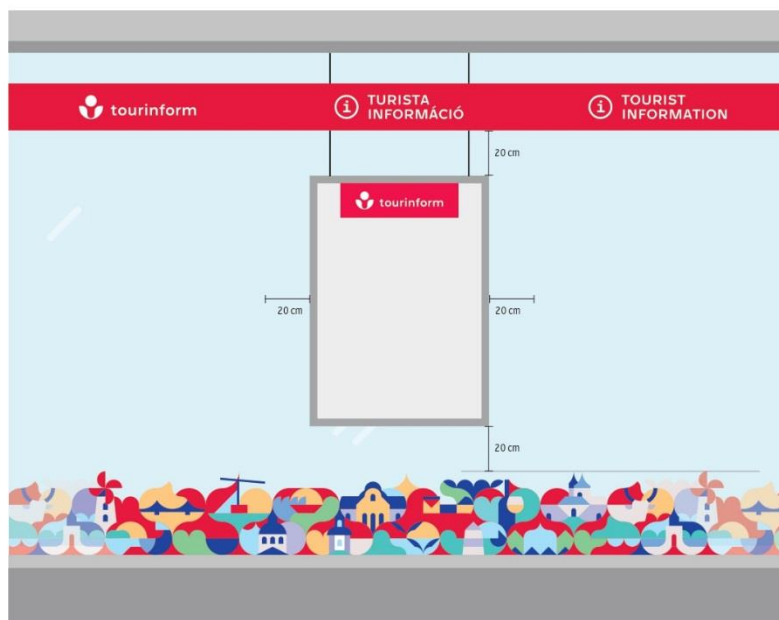 tourinform
TURISTA
INFORMÁCIÓ
TOURIST
INFORMATION
20 cm
tourinform
20 cm
20 cm
20 cm